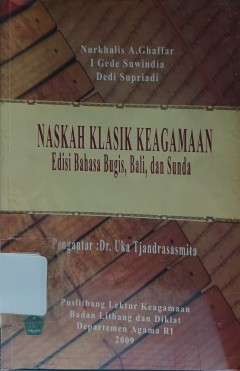 Nurkhalis A.Ghaffar
I Gede Suwindia
Dedi Supriadi
NASKAH KLASIK KEAGAMAAN
Edisi Bahasa Bugis, Bali, dan Sunda
Pengantar :Dr. Uka Tjandrasasmita
Puslitbang Lektur Keagamaan
Badan Litbang dan Diklat
Departemen Agama RI
2009